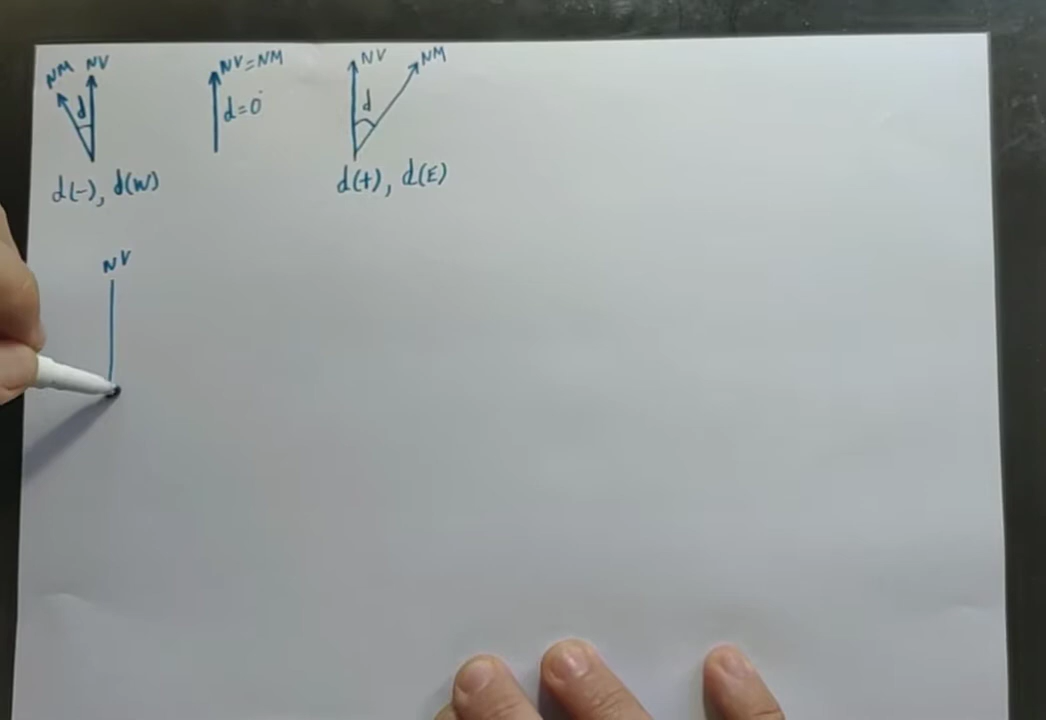 NM NV
d
d(-), d(W)
NV=NM
d=0°
NV NM
d
d(+), d(E)
NV